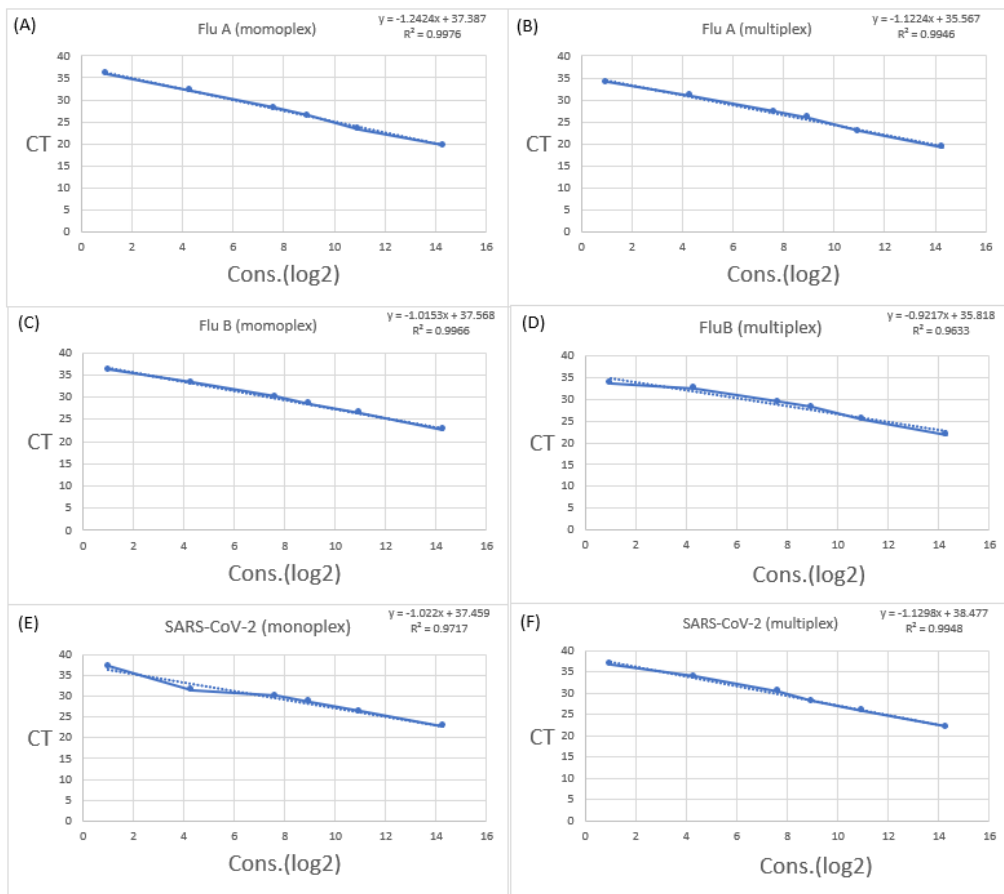 (A)
Flu A (momoplex)
y = -1.2424x + 37.387
R² = 0.9976
40
35
30
25
20
15
10
5
0
CT
0 2 4 6 8 10 12 14 16
Cons.(log2)
(B)
Flu A (multiplex)
y = -1.1224x + 35.567
R² = 0.9946
40
35
30
25
20
15
10
5
0
CT
0 2 4 6 8 10 12 14 16
Cons.(log2)
(C)
Flu B (momoplex)
y = -1.0153x + 37.568
R² = 0.9966
40
35
30
25
20
15
10
5
0
CT
0 2 4 6 8 10 12 14 16
Cons.(log2)
(D)
FluB (multiplex)
y = -0.9217x + 35.818
R² = 0.9633
40
35
30
25
20
15
10
5
0
CT
0 2 4 6 8 10 12 14 16
Cons.(log2)
(E)
SARS-CoV-2 (monoplex)
y = -1.022x + 37.459
R² = 0.9717
40
35
30
25
20
15
10
5
0
CT
0 2 4 6 8 10 12 14 16
Cons.(log2)
(F)
SARS-CoV-2 (multiplex)
y = -1.1298x + 38.477
R² = 0.9948
40
35
30
25
20
15
10
5
0
CT
0 2 4 6 8 10 12 14 16
Cons.(log2)